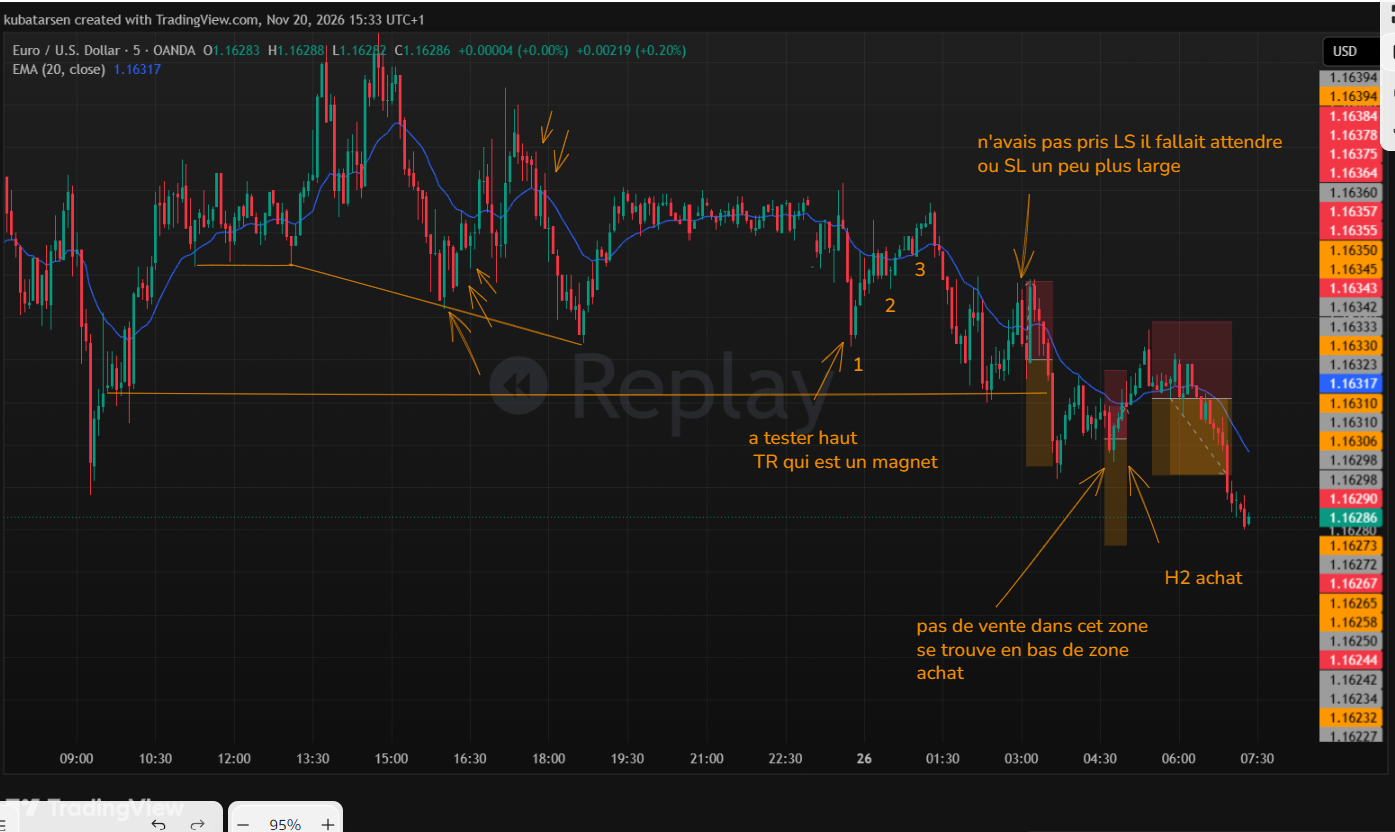 kubatarsen created with TradingView.com, Nov 20, 2026 15:33 UTC+1
Euro / U.S. Dollar · 5 · OANDA O1.16283 H1.16288 L1.16282 C1.16286 +0.00004 (+0.00%) +0.00219 (+0.20%)
EMA (20, close) 1.16317
USD
n'avais pas pris LS il fallait attendre
ou SL un peu plus large
3
2
1
Replay
a tester haut
TR qui est un magnet
H2 achat
pas de vente dans cet zone
se trouve en bas de zone
achat
1.16394
1.16394
1.16384
1.16378
1.16375
1.16364
1.16360
1.16357
1.16355
1.16350
1.16345
1.16343
1.16342
1.16333
1.16330
1.16323
1.16317
1.16310
1.16310
1.16306
1.16298
1.16298
1.16290
1.16286
1.16280
1.16273
1.16272
1.16267
1.16265
1.16258
1.16250
1.16244
1.16242
1.16234
1.16232
1.16227
09:00 10:30 12:00 13:30 15:00 16:30 18:00 19:30 21:00 22:30 26 01:30 03:00 04:30 06:00 07:30
TradingView
95%